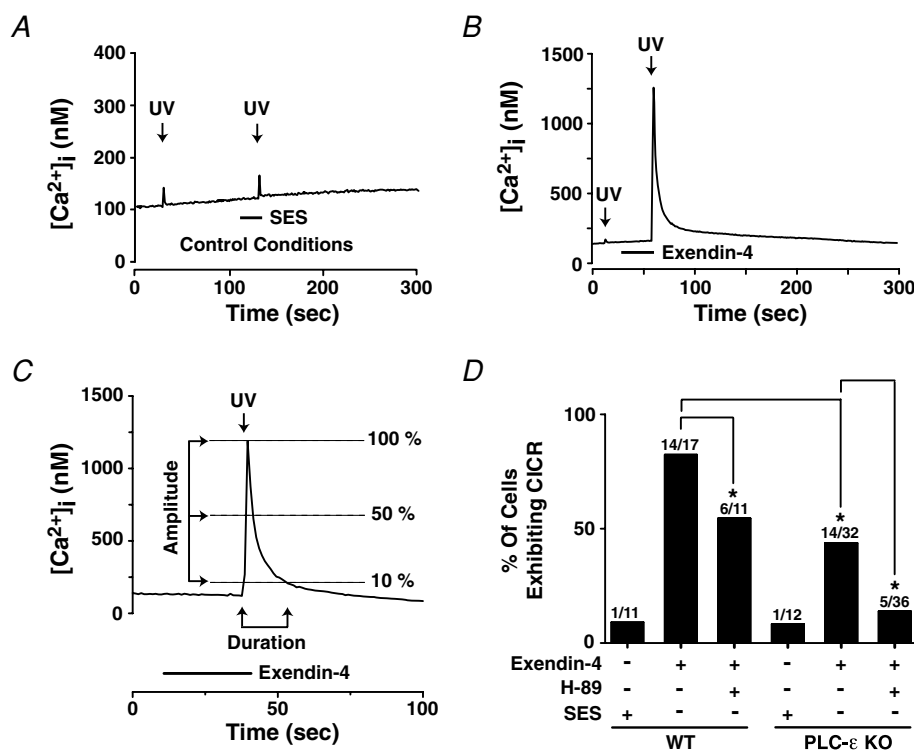 A
[Ca2+]i (nM)
400
300
200
100
0
UV
UV
SES
Control Conditions
0
100
200
300
Time (sec)
B
[Ca2+]i (nM)
1500
1000
500
0
UV
UV
Exendin-4
0
100
200
300
Time (sec)
C
[Ca2+]i (nM)
1500
1250
1000
750
500
250
0
UV
100 %
50 %
10 %
Amplitude
Duration
Exendin-4
0
50
100
Time (sec)
D
% Of Cells
Exhibiting CICR
100
50
0
1/11
14/17
*
6/11
1/12
*
14/32
*
5/36
Exendin-4 - + + - + +
H-89 - - + - - +
SES + - - + - -
WT PLC-ε KO